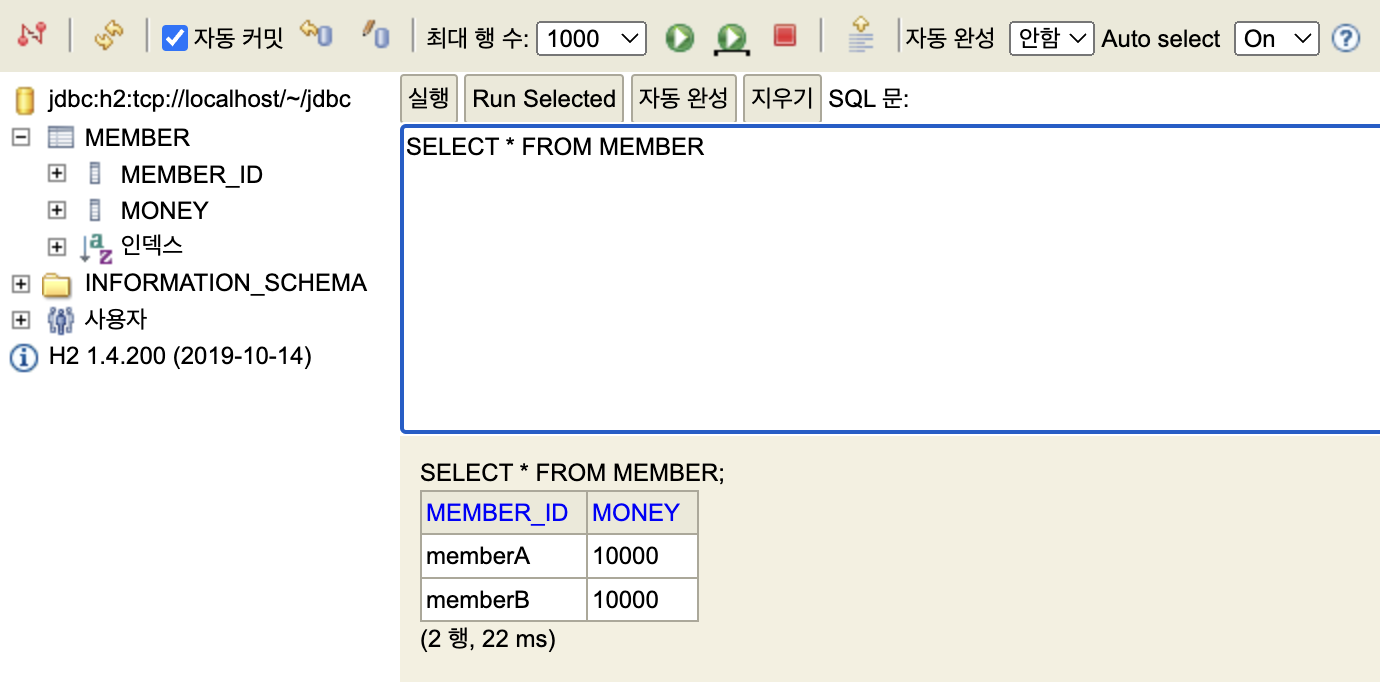 자동 커밋 최대 행 수: 1000 자동 완성 안함 Auto select On ?
jdbc:h2:tcp://localhost/~/jdbc
MEMBER
MEMBER_ID
MONEY
인덱스
INFORMATION_SCHEMA
사용자
H2 1.4.200 (2019-10-14)
실행 Run Selected 자동 완성 지우기 SQL 문:
SELECT * FROM MEMBER
SELECT * FROM MEMBER;
MEMBER_ID MONEY
memberA 10000
memberB 10000
(2 행, 22 ms)